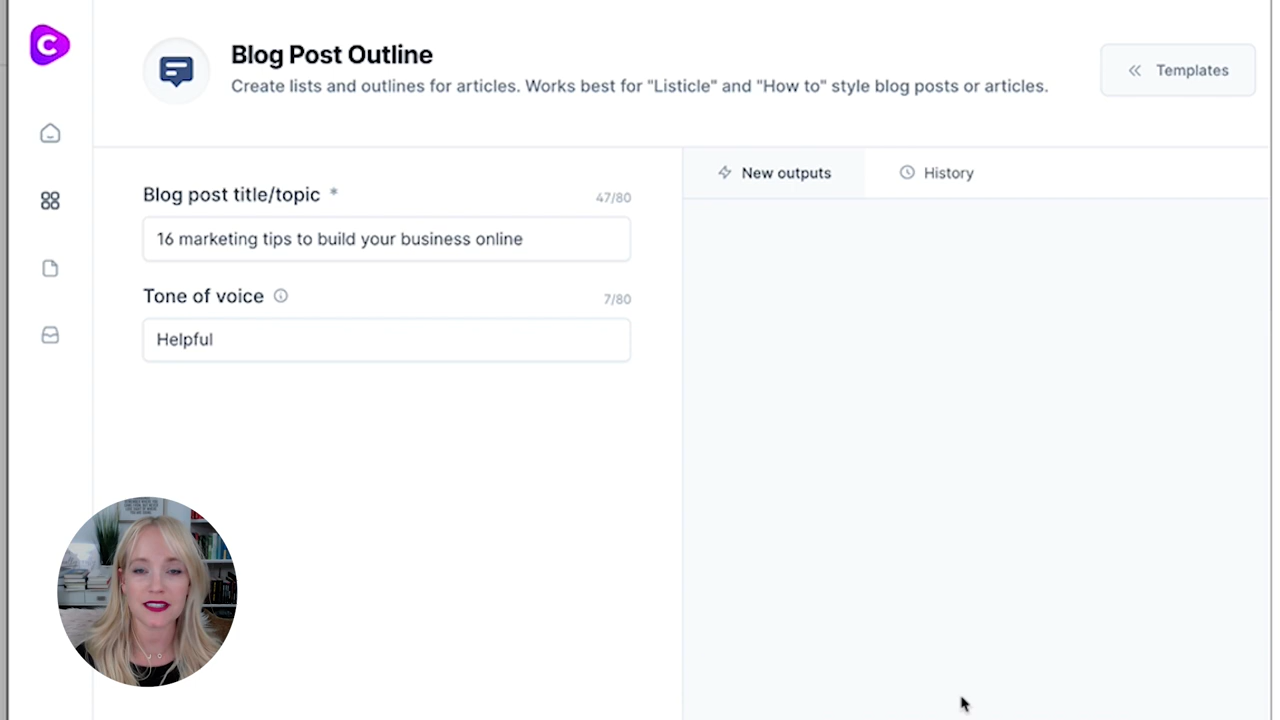 C
Blog Post Outline
Create lists and outlines for articles. Works best for "Listicle" and "How to" style blog posts or articles.
Templates
Blog post title/topic *
47/80
16 marketing tips to build your business online
Tone of voice
7/80
Helpful
New outputs
History